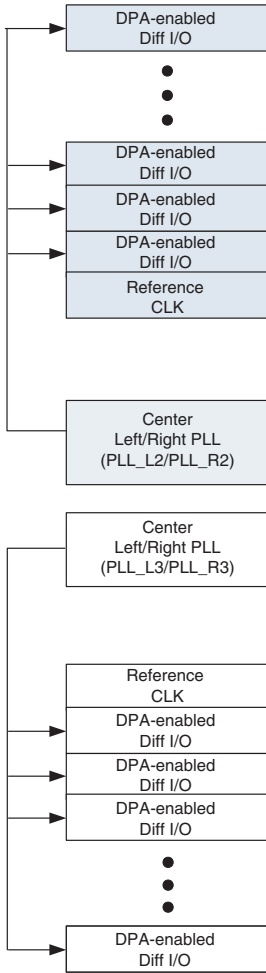 DPA-enabled
Diff I/O
DPA-enabled
Diff I/O
DPA-enabled
Diff I/O
DPA-enabled
Diff I/O
Reference
CLK
Center
Left/Right PLL
(PLL_L2/PLL_R2)
Center
Left/Right PLL
(PLL_L3/PLL_R3)
Reference
CLK
DPA-enabled
Diff I/O
DPA-enabled
Diff I/O
DPA-enabled
Diff I/O
DPA-enabled
Diff I/O